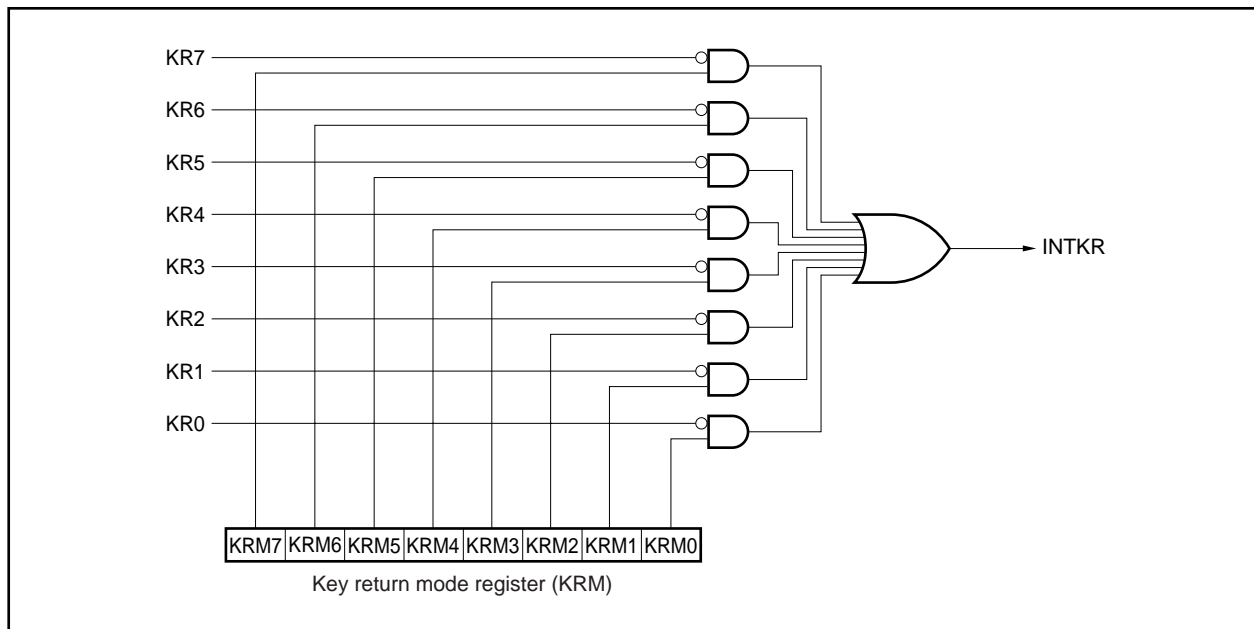 KR7
KR6
KR5
KR4
KR3
KR2
KR1
KR0
INTKR
KRM7 KRM6 KRM5 KRM4 KRM3 KRM2 KRM1 KRM0
Key return mode register (KRM)